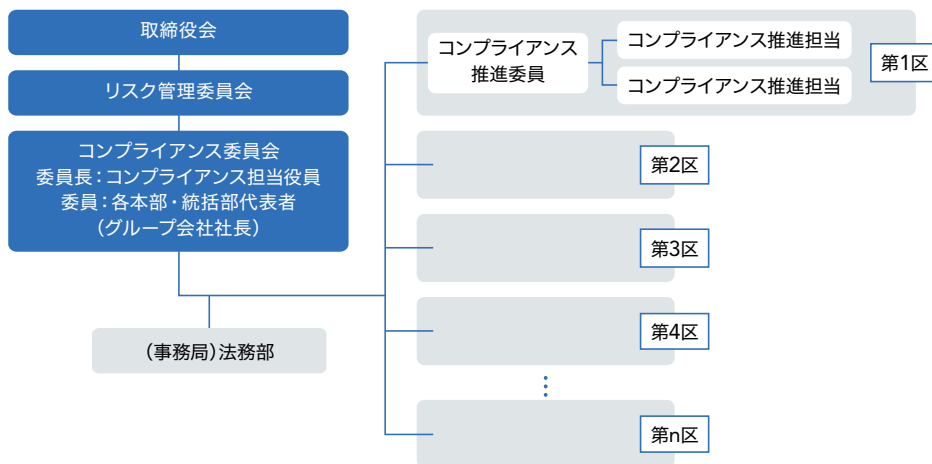 取締役会
リスク管理委員会
コンプライアンス委員会
委員長：コンプライアンス担当役員
委員：各本部・統括部代表者
（グループ会社社長）
（事務局）法務部
コンプライアンス
推進委員
コンプライアンス推進担当
コンプライアンス推進担当
第1区
第2区
第3区
第4区
第n区